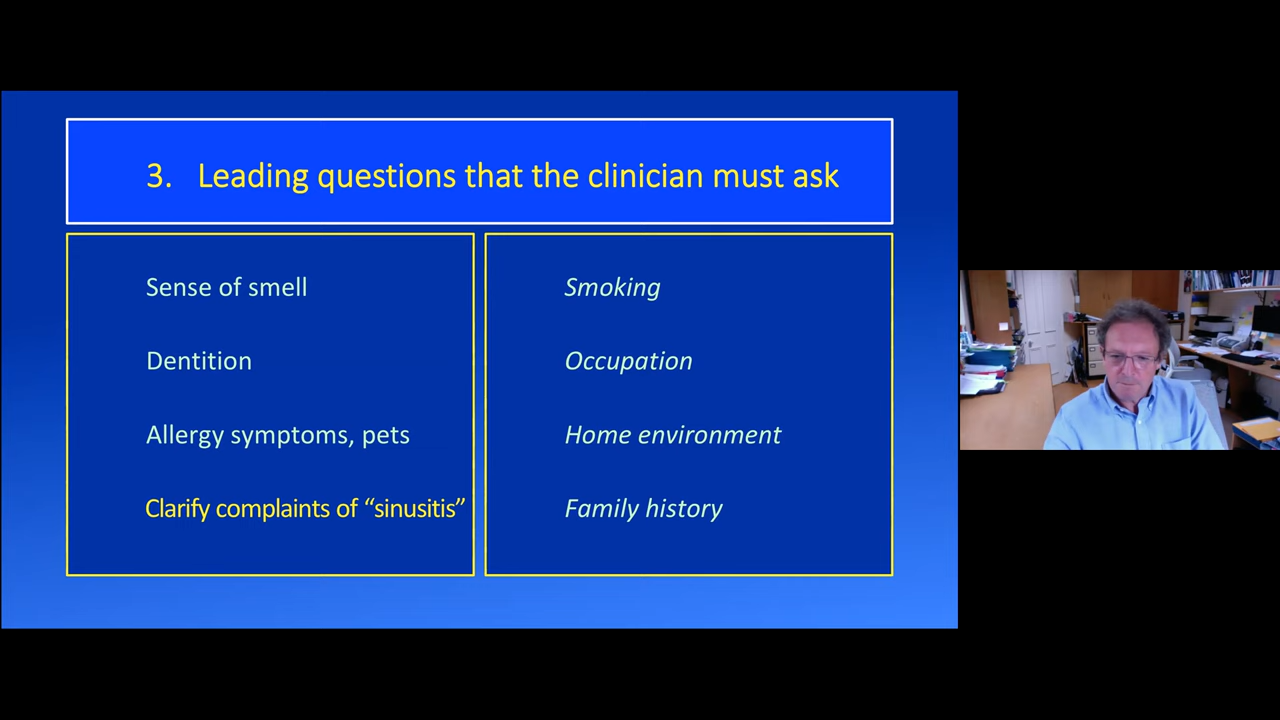 3. Leading questions that the clinician must ask
Sense of smell
Dentition
Allergy symptoms, pets
Clarify complaints of “sinusitis”
Smoking
Occupation
Home environment
Family history